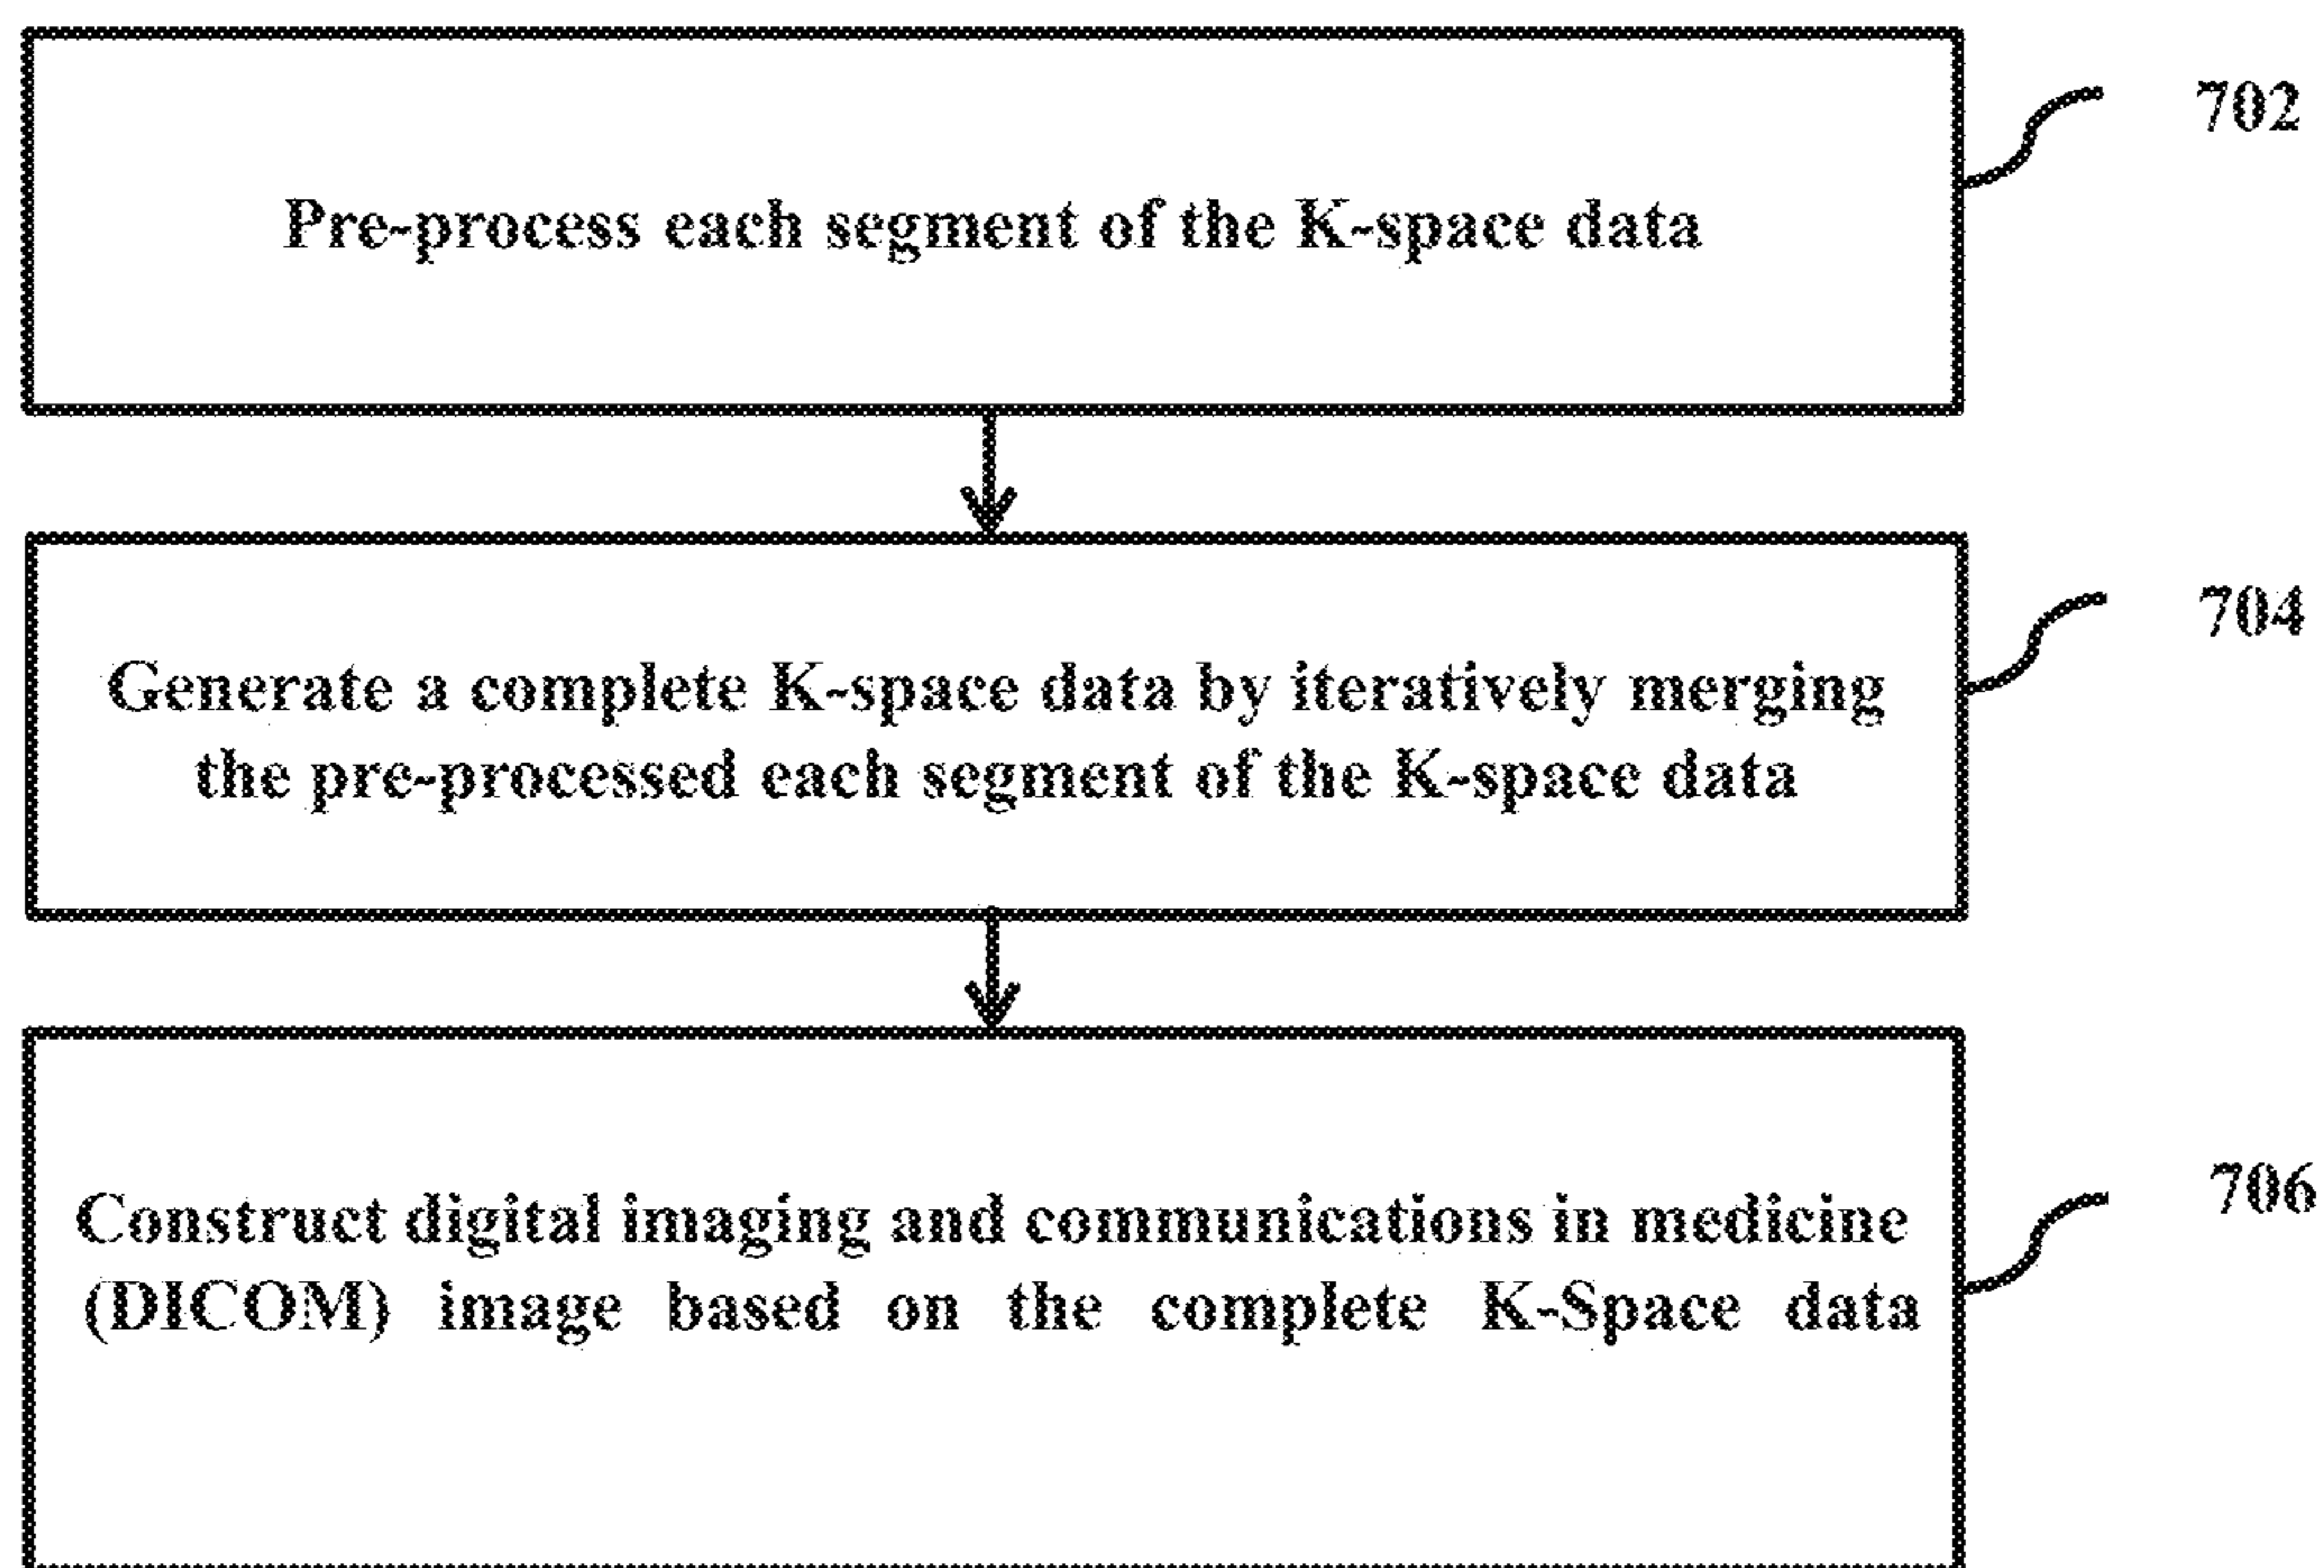 Pre-process each segment of the K-space data
702
Generate a complete K-space data by iteratively merging
the pre-processed each segment of the K-space data
704
Construct digital imaging and communications in medicine
(DICOM) image based on the complete K-Space data
706